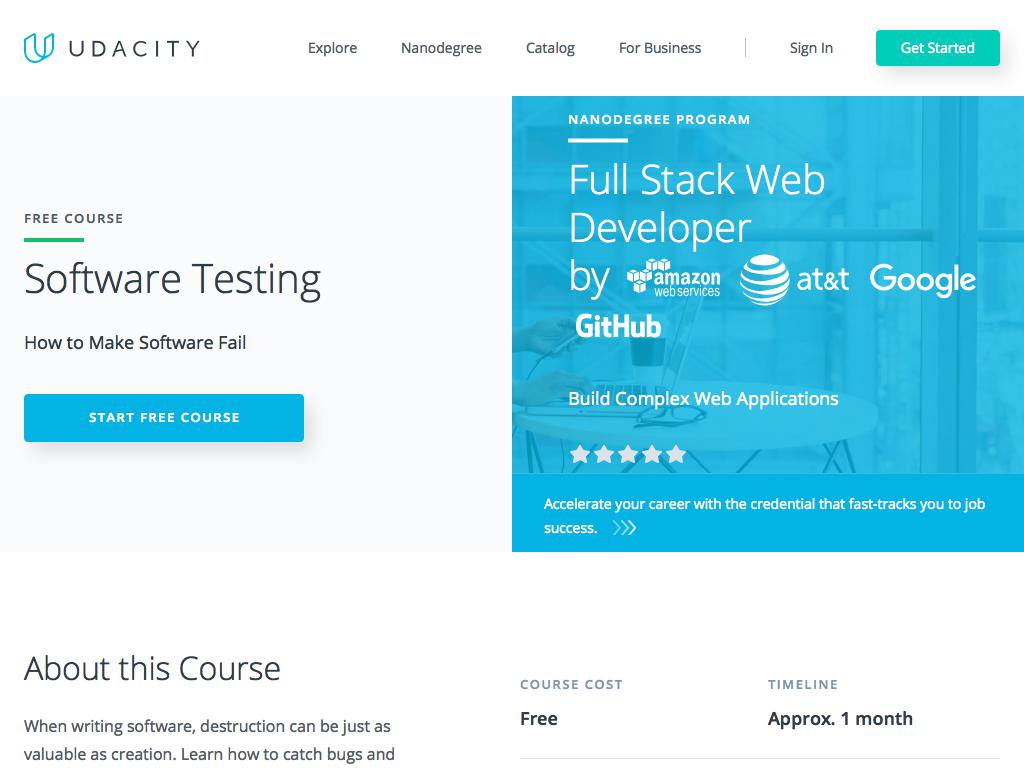 UDACITY
Explore
Nanodegree
Catalog
For Business
Sign In
Get Started
FREE COURSE
Software Testing
How to Make Software Fail
START FREE COURSE
NANODEGREE PROGRAM
Full Stack Web
Developer
by amazon web services at&t Google
GitHub
Build Complex Web Applications
Accelerate your career with the credential that fast-tracks you to job
success.
About this Course
When writing software, destruction can be just as
valuable as creation. Learn how to catch bugs and
COURSE COST
Free
TIMELINE
Approx. 1 month